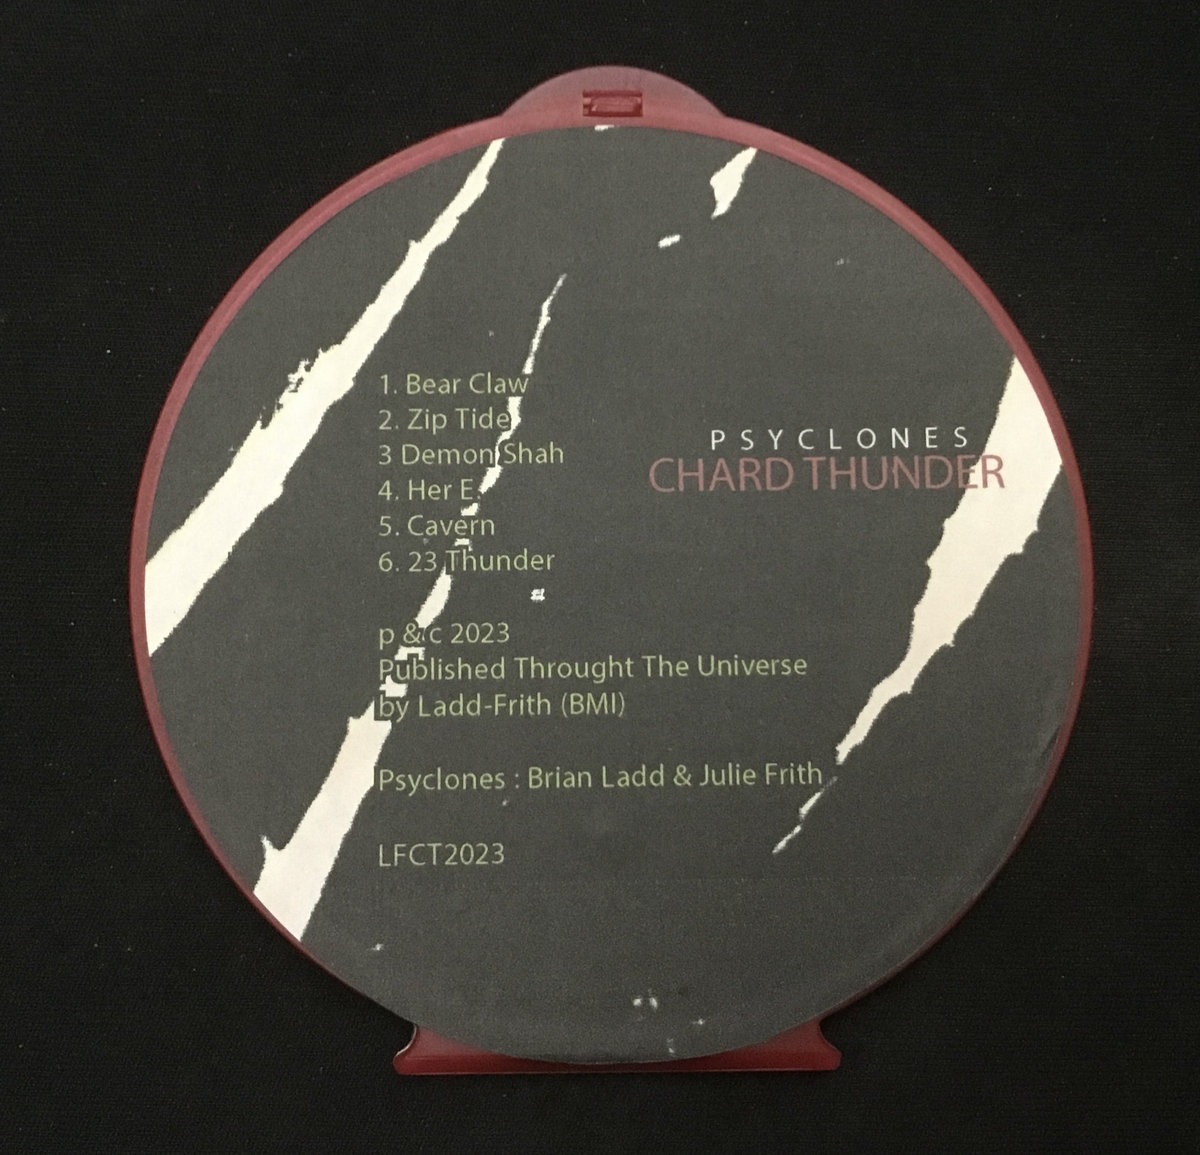 1. Bear Claw
2. Zip Tide
3 Demon Shah
4. Her E.
5. Cavern
6. 23 Thunder
p & c 2023
Published Throught The Universe
by Ladd-Frith (BMI)
Psyclones : Brian Ladd & Julie Frith
LFCT2023
PSYCLONES
CHARD THUNDER